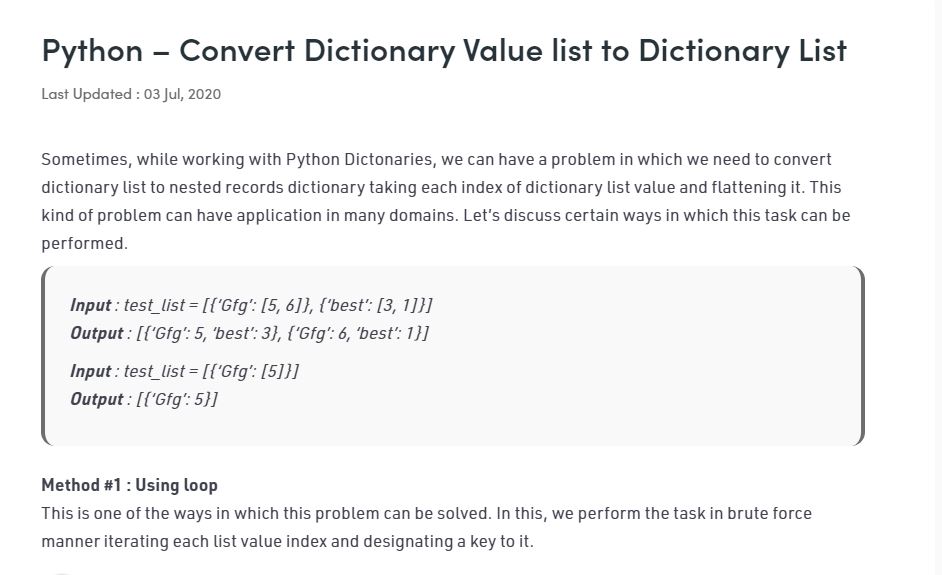 Python – Convert Dictionary Value list to Dictionary List
Last Updated : 03 Jul, 2020
Sometimes, while working with Python Dictonaries, we can have a problem in which we need to convert
dictionary list to nested records dictionary taking each index of dictionary list value and flattening it. This
kind of problem can have application in many domains. Let’s discuss certain ways in which this task can be
performed.
Input : test_list = [{‘Gfg’: [5, 6]}, {‘best’: [3, 1]}]
Output : [{‘Gfg’: 5, ‘best’: 3}, {‘Gfg’: 6, ‘best’: 1}]
Input : test_list = [{‘Gfg’: [5]}]
Output : [{‘Gfg’: 5}]
Method #1 : Using loop
This is one of the ways in which this problem can be solved. In this, we perform the task in brute force
manner iterating each list value index and designating a key to it.